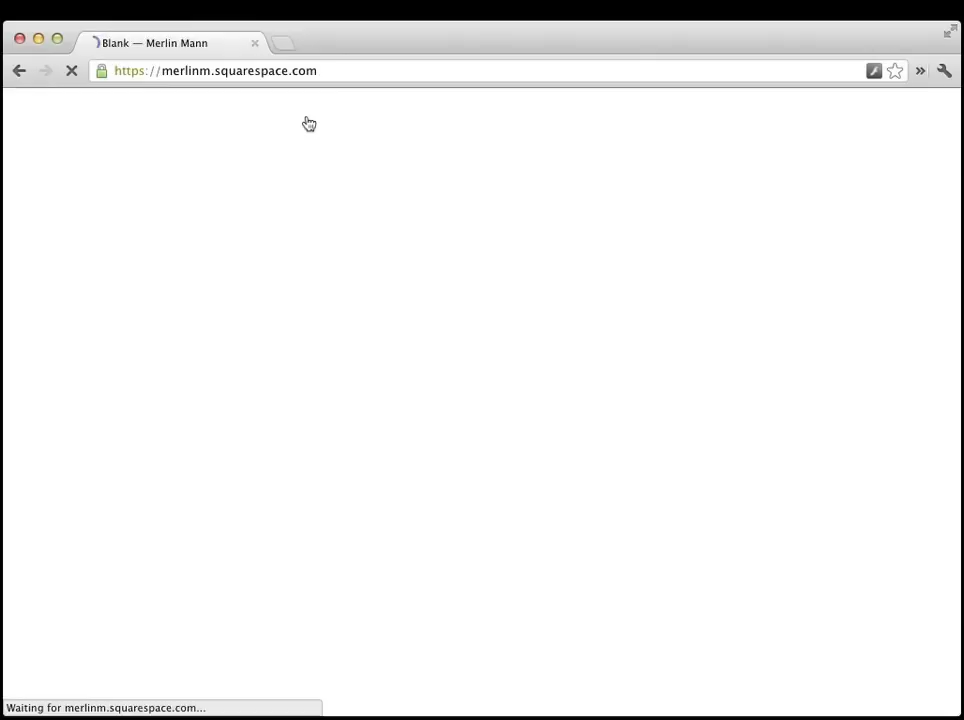 Blank — Merlin Mann
https://merlinm.squarespace.com
Waiting for merlinm.squarespace.com...